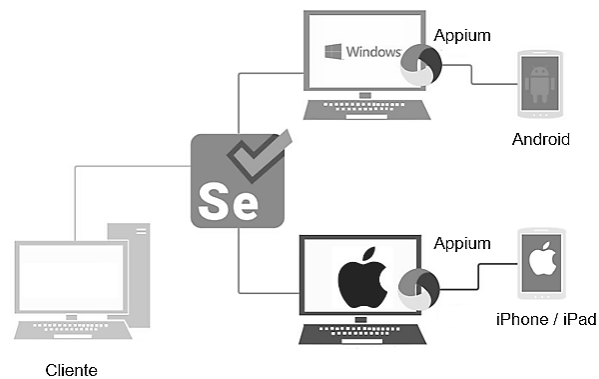 Appium
Windows
Android
Se
Appium
iPhone / iPad
Cliente